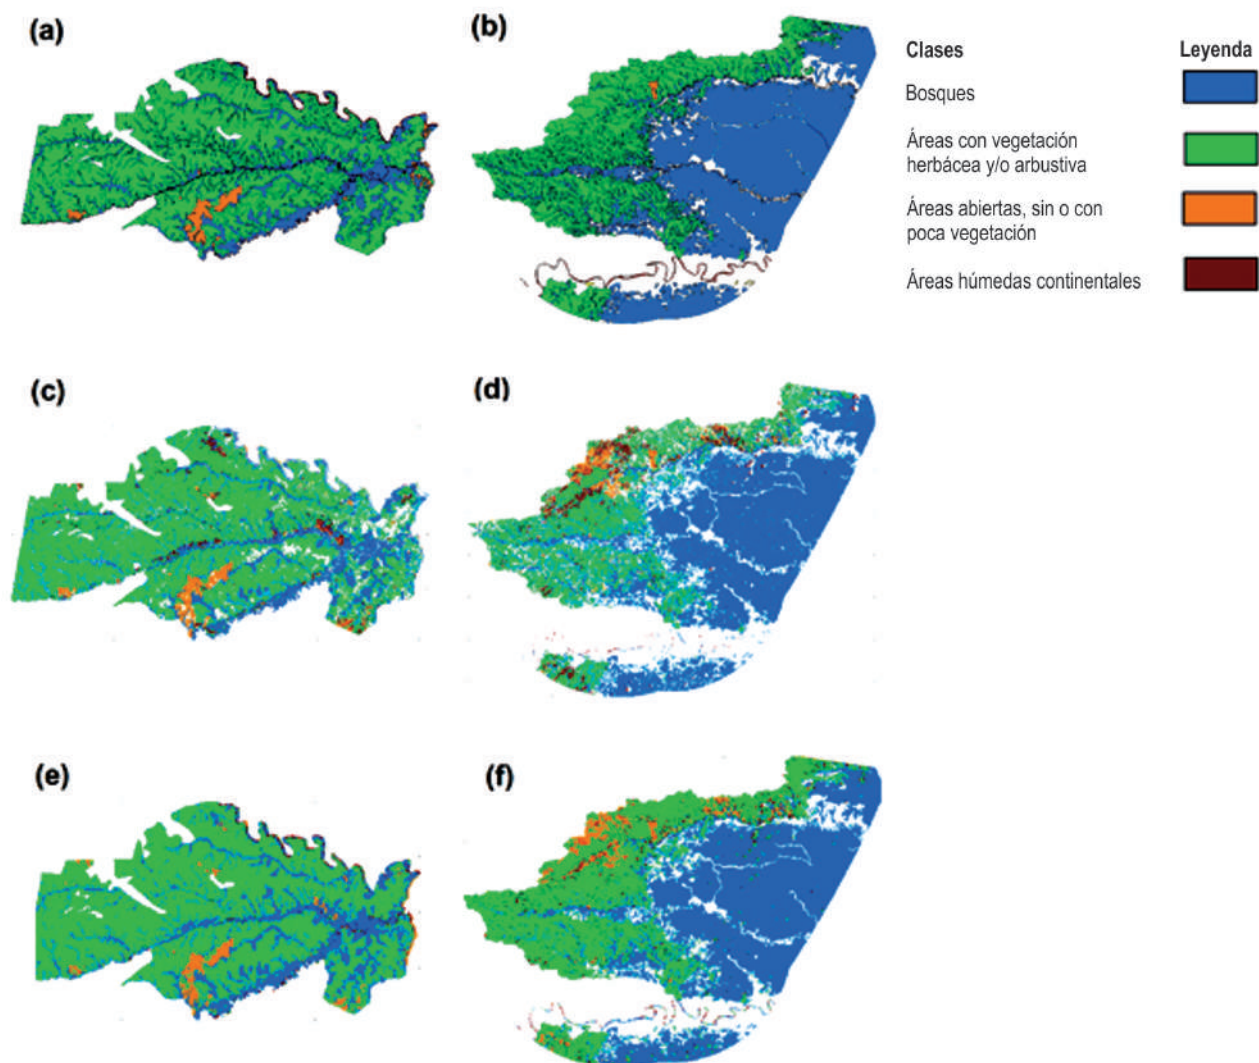 (a)
(b)
Clases
Leyenda
Bosques
Áreas con vegetación
herbácea y/o arbustiva
Áreas abiertas, sin o con
poca vegetación
Áreas húmedas continentales
(c)
(d)
(e)
(f)